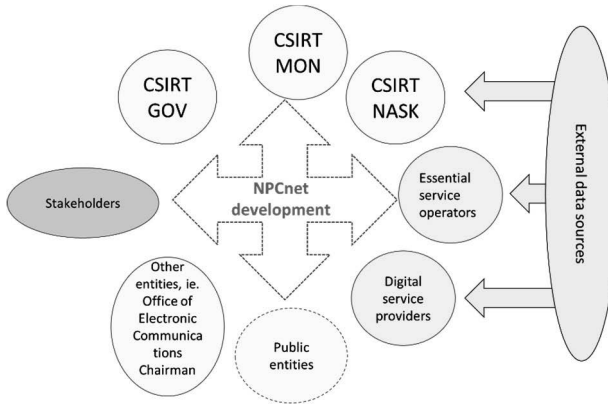 CSIRT
MON
CSIRT
GOV
CSIRT
NASK
External data sources
Stakeholders
NPCnet
development
Essential
service
operators
Other
entities, ie.
Office of
Electronic
Communica
tions
Chairman
Digital
service
providers
Public
entities